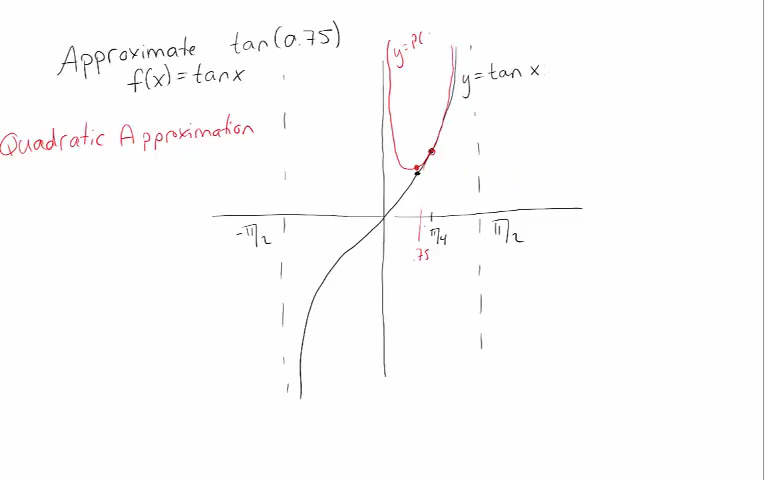 Approximate tan(0.75)
f(x) = tan x
Quadratic Approximation
y=P(
y = tan x
-π/2
π/4
π/2
.75